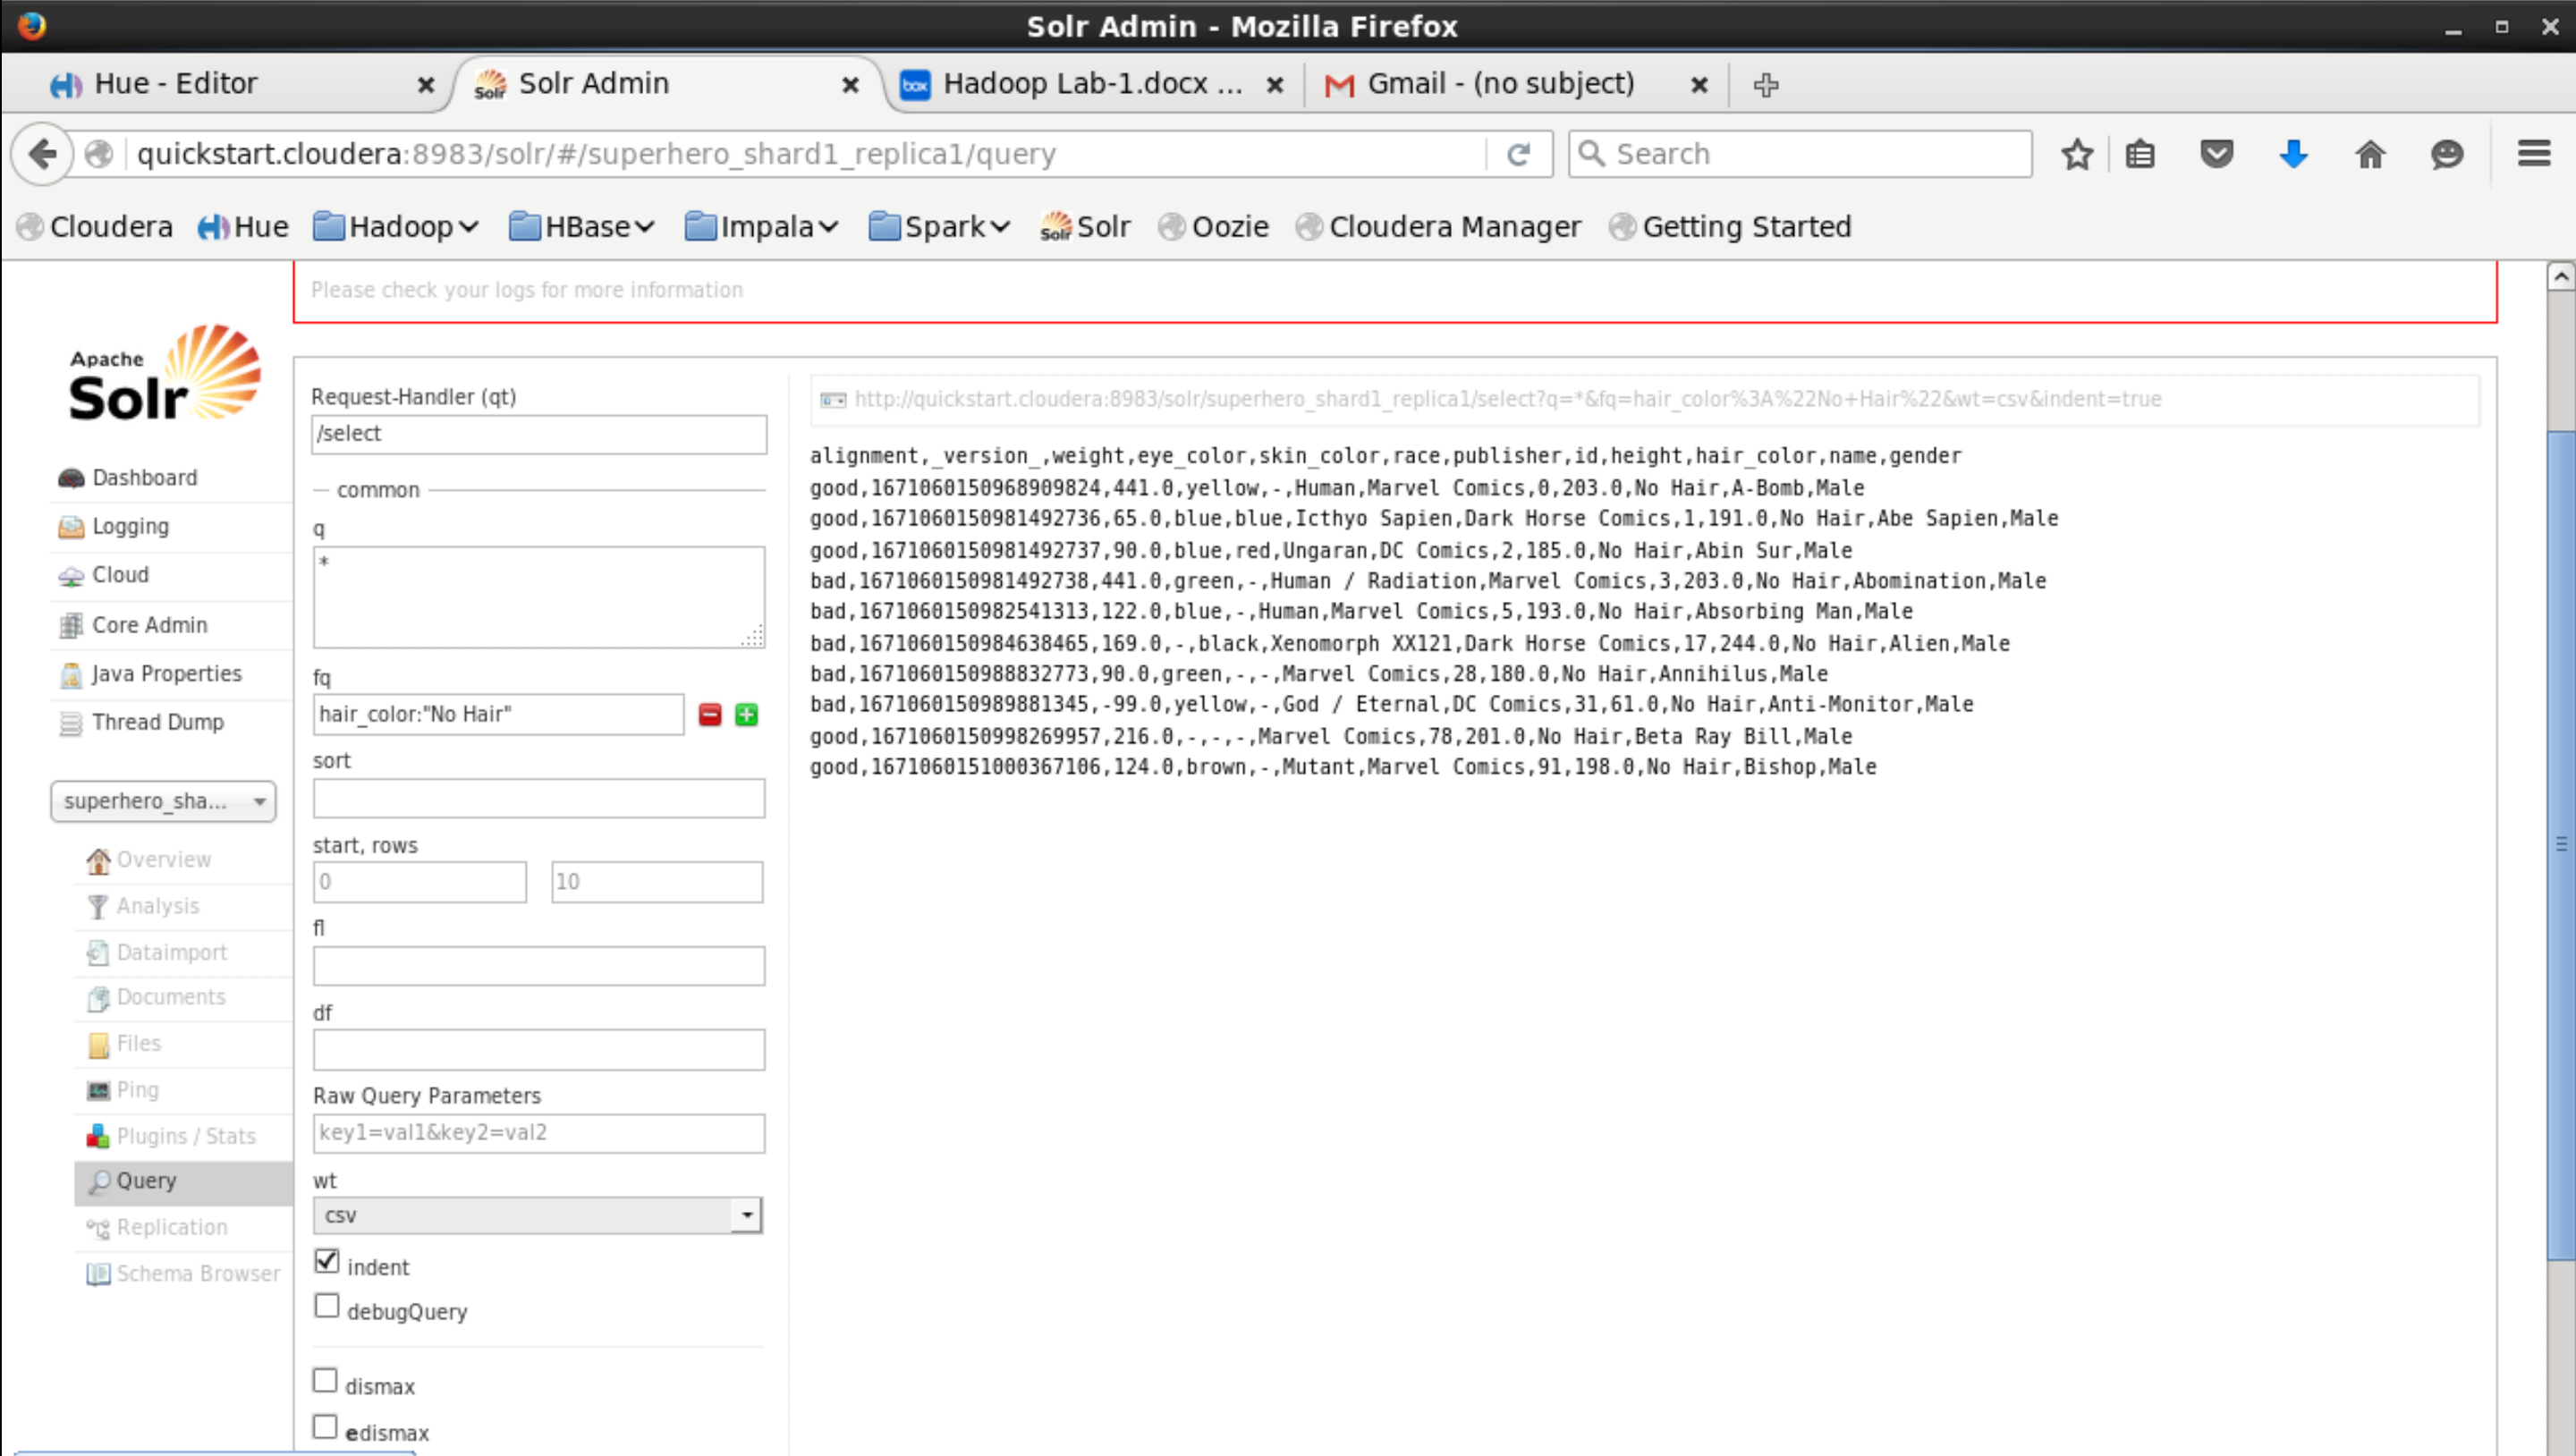 Solr Admin - Mozilla Firefox
Hue - Editor
Solr Admin
Hadoop Lab-1.docx ...
Gmail - (no subject)
quickstart.cloudera:8983/solr/#/superhero_shard1_replica1/query
Search
Cloudera Hue Hadoop HBase Impala Spark Solr Oozie Cloudera Manager Getting Started
Please check your logs for more information
Apache
Solr
Dashboard
Logging
Cloud
Core Admin
Java Properties
Thread Dump
superhero_sha...
Overview
Analysis
Dataimport
Documents
Files
Ping
Plugins / Stats
Query
Replication
Schema Browser
Request-Handler (qt)
/select
common
q
*
fq
hair_color:"No Hair"
sort
start, rows
0 10
fl
df
Raw Query Parameters
key1=val1&key2=val2
wt
csv
indent
debugQuery
dismax
edismax
http://quickstart.cloudera:8983/solr/superhero_shard1_replica1/select?q=*&fq=hair_color%3A%22No+Hair%22&wt=csv&indent=true
alignment,_version_,weight,eye_color,skin_color,race,publisher,id,height,hair_color,name,gender
good,1671060150968909824,441.0,yellow,-,Human,Marvel Comics,0,203.0,No Hair,A-Bomb,Male
good,1671060150981492736,65.0,blue,blue,Icthyo Sapien,Dark Horse Comics,1,191.0,No Hair,Abe Sapien,Male
good,1671060150981492737,90.0,blue,red,Ungaran,DC Comics,2,185.0,No Hair,Abin Sur,Male
bad,1671060150981492738,441.0,green,-,Human / Radiation,Marvel Comics,3,203.0,No Hair,Abomination,Male
bad,1671060150982541313,122.0,blue,-,Human,Marvel Comics,5,193.0,No Hair,Absorbing Man,Male
bad,1671060150984638465,169.0,-,black,Xenomorph XX121,Dark Horse Comics,17,244.0,No Hair,Alien,Male
bad,1671060150988832773,90.0,green,-,-,Marvel Comics,28,180.0,No Hair,Annihilus,Male
bad,1671060150989881345,-99.0,yellow,-,God / Eternal,DC Comics,31,61.0,No Hair,Anti-Monitor,Male
good,1671060150998269957,216.0,-,-,-,Marvel Comics,78,201.0,No Hair,Beta Ray Bill,Male
good,1671060151000367106,124.0,brown,-,Mutant,Marvel Comics,91,198.0,No Hair,Bishop,Male